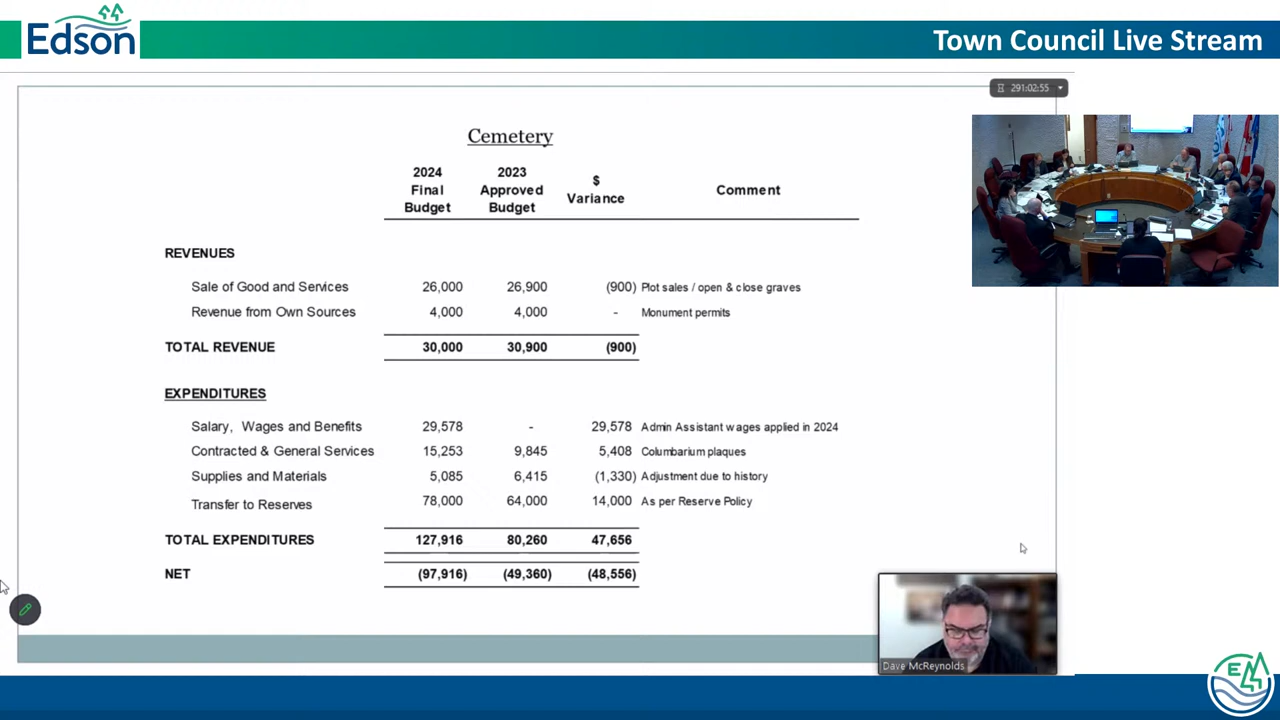 Edson
Town Council Live Stream
291:02:55
Cemetery
2024 Final Budget 2023 Approved Budget $ Variance Comment
REVENUES
Sale of Good and Services 26,000 26,900 (900) Plot sales / open & close graves
Revenue from Own Sources 4,000 4,000 - Monument permits
TOTAL REVENUE 30,000 30,900 (900)
EXPENDITURES
Salary, Wages and Benefits 29,578 - 29,578 Admin Assistant wages applied in 2024
Contracted & General Services 15,253 9,845 5,408 Columbarium plaques
Supplies and Materials 5,085 6,415 (1,330) Adjustment due to history
Transfer to Reserves 78,000 64,000 14,000 As per Reserve Policy
TOTAL EXPENDITURES 127,916 80,260 47,656
NET (97,916) (49,360) (48,556)
Dave McReynolds